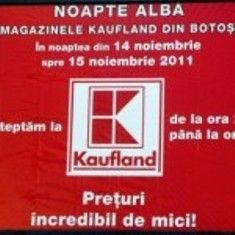 NOAPTE ALBA
MAGAZINELE KAUFLAND DIN BOTOȘ
În noaptea din 14 noiembrie
spre 15 noiembrie 2011
teptăm la
de la ora
până la or
Kaufland
Prețuri
incredibil de mici!